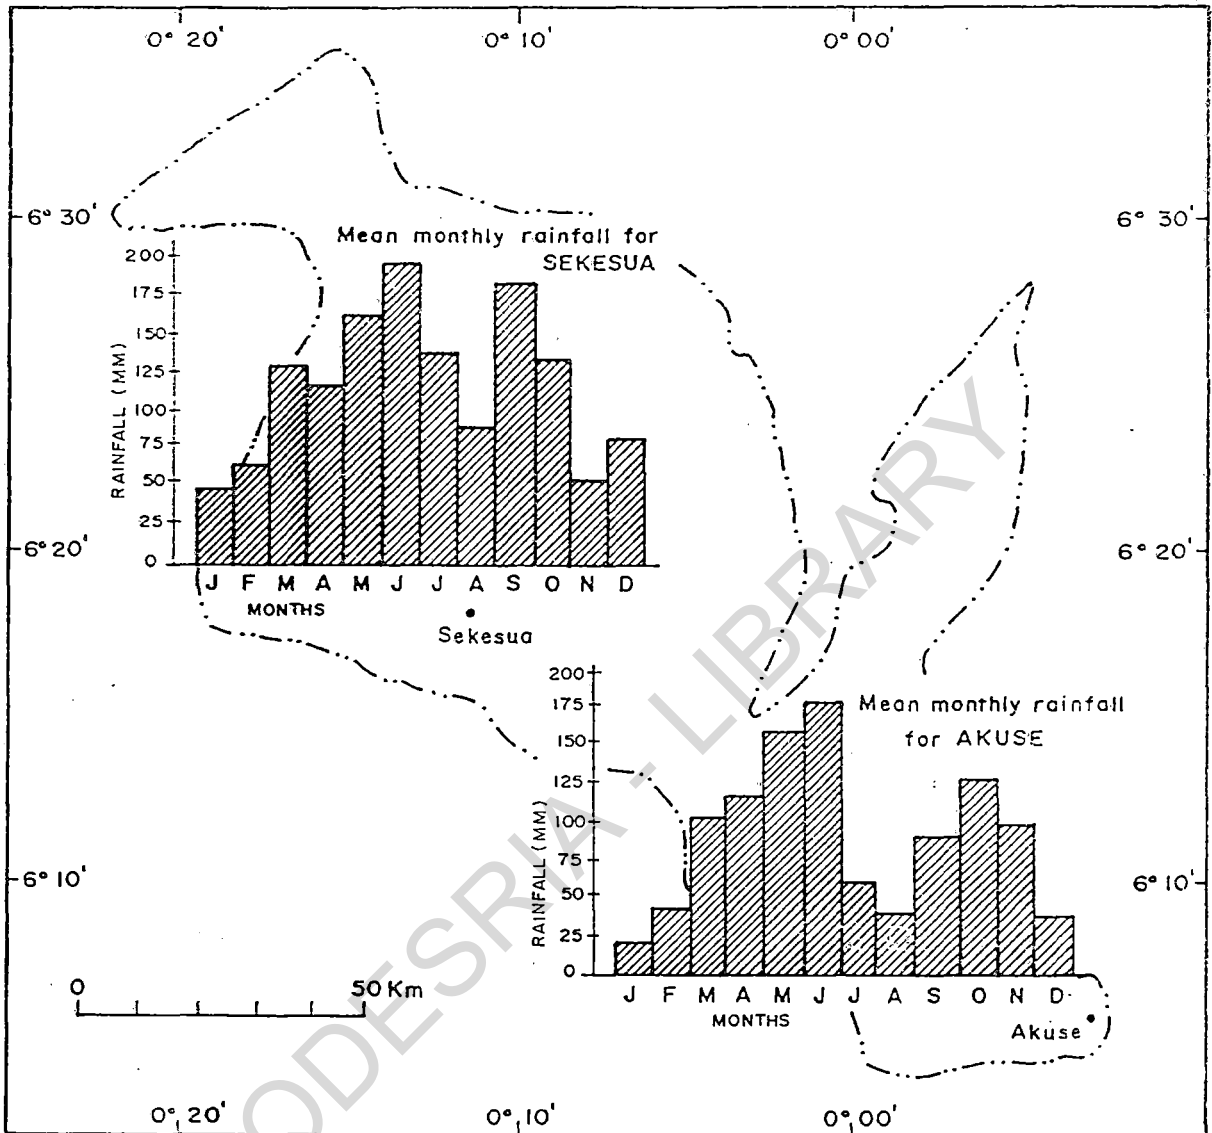 0° 20' 0° 10' 0° 00'
6° 30' 6° 30'
Mean monthly rainfall for
SEKESUA
200
175
150
125
100
75
50
25
0
RAINFALL (MM)
J F M A M J J A S O N D
MONTHS
6° 20' 6° 20'
Sekesua
Mean monthly rainfall
for AKUSE
200
175
150
125
100
75
50
25
0
RAINFALL (MM)
J F M A M J J A S O N D
MONTHS
6° 10' 6° 10'
0 50 Km
Akuse
0° 20' 0° 10' 0° 00'
ODESRIA - LIBRARY